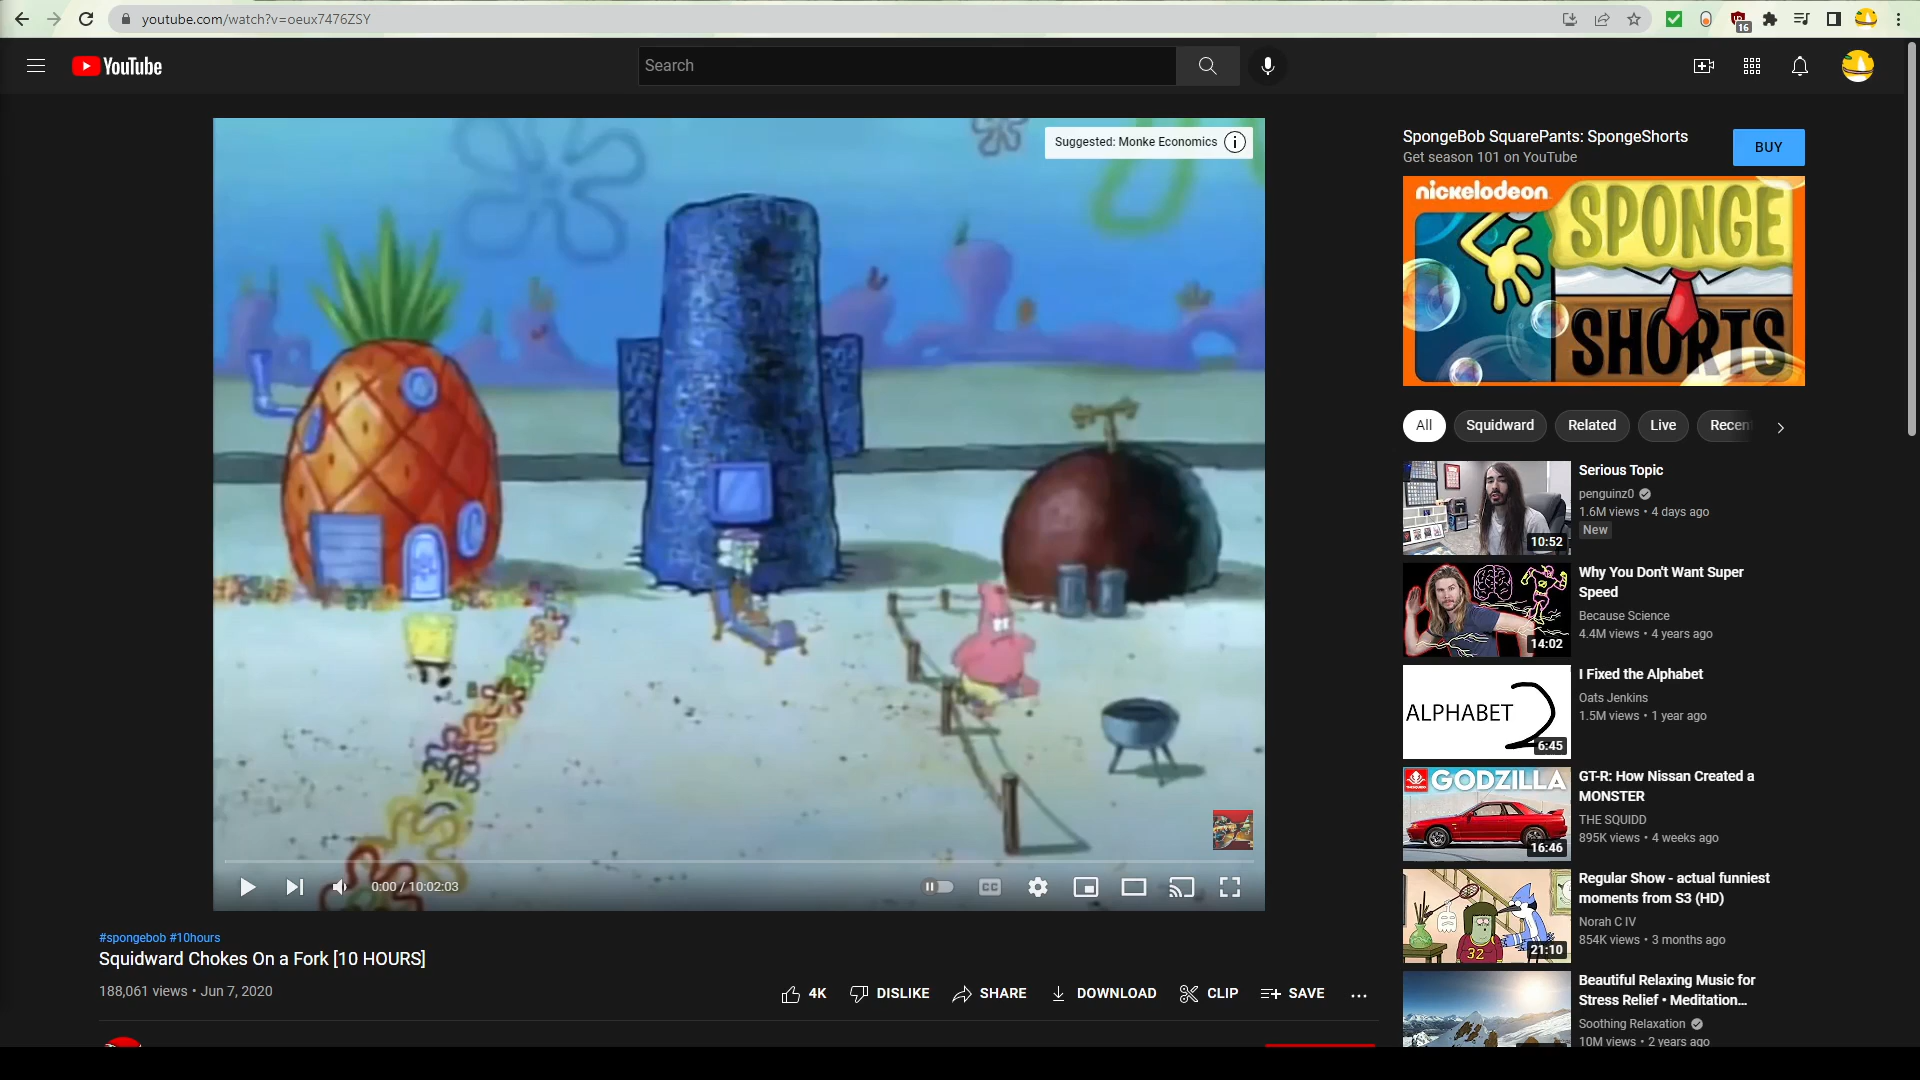 youtube.com/watch?v=oeux7476ZSY
16
YouTube
Search
Suggested: Monke Economics
0:00 / 10:02:03
CC
#spongebob #10hours
Squidward Chokes On a Fork [10 HOURS]
188,061 views • Jun 7, 2020
4K
DISLIKE
SHARE
DOWNLOAD
CLIP
SAVE
SpongeBob SquarePants: SpongeShorts
Get season 101 on YouTube
BUY
nickelodeon
SPONGE
SHORTS
All
Squidward
Related
Live
Recen
10:52
Serious Topic
penguinz0
1.6M views • 4 days ago
New
14:02
Why You Don't Want Super
Speed
Because Science
4.4M views • 4 years ago
ALPHABET 2
6:45
I Fixed the Alphabet
Oats Jenkins
1.5M views • 1 year ago
GODZILLA
16:46
GT-R: How Nissan Created a
MONSTER
THE SQUIDD
895K views • 4 weeks ago
32
21:10
Regular Show - actual funniest
moments from S3 (HD)
Norah C IV
854K views • 3 months ago
Beautiful Relaxing Music for
Stress Relief • Meditation...
Soothing Relaxation
10M views • 2 years ago